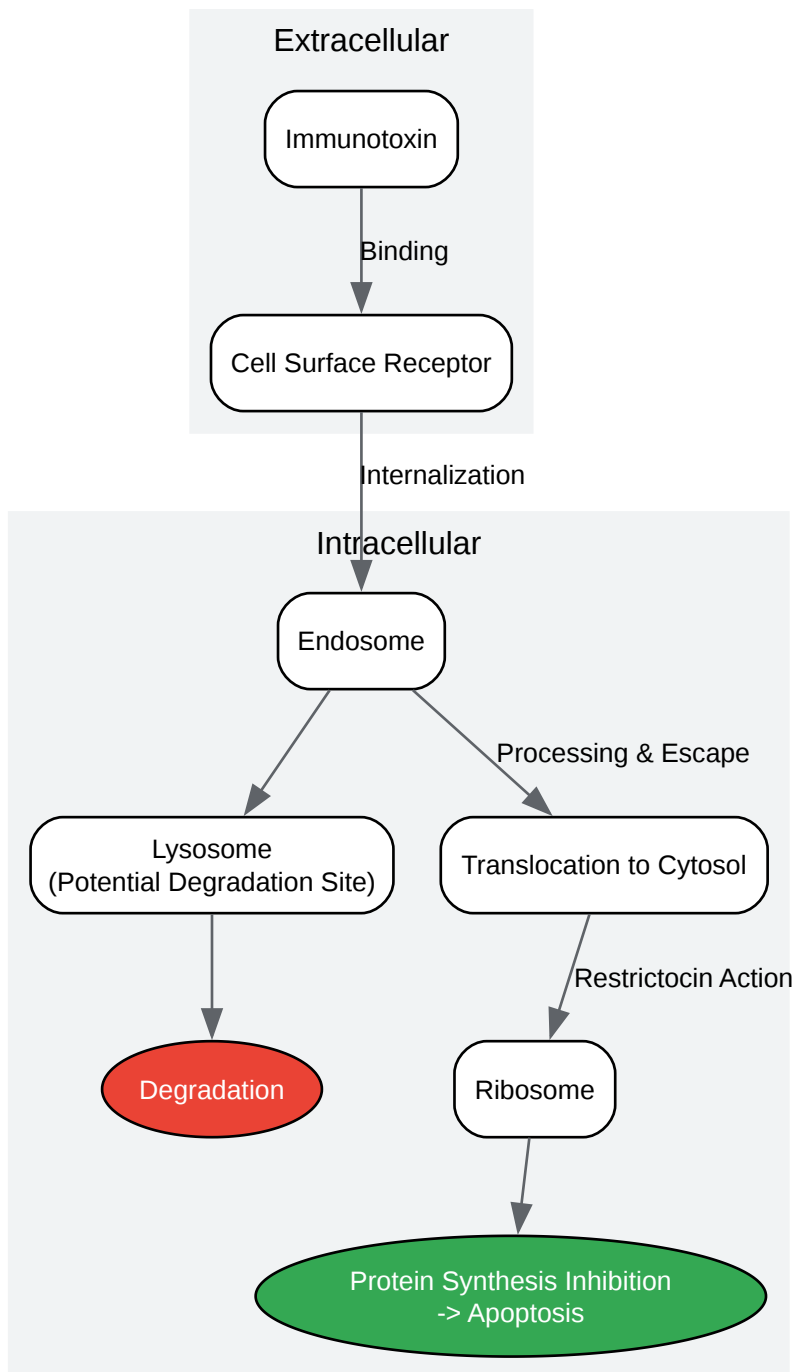 Extracellular
Immunotoxin
Binding
Cell Surface Receptor
Internalization
Intracellular
Endosome
Processing & Escape
Lysosome
(Potential Degradation Site)
Translocation to Cytosol
Restrictocin Action
Degradation
Ribosome
Protein Synthesis Inhibition
-> Apoptosis